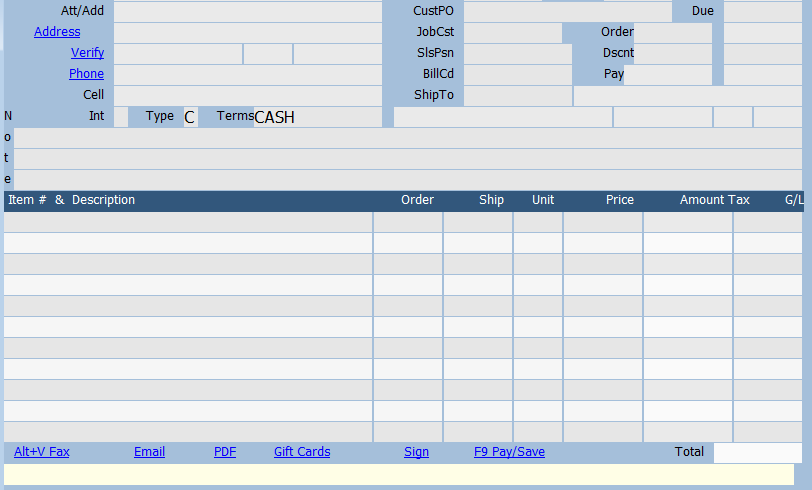 Att/Add CustPO Due
Address JobCst Order
Verify SlsPsn Dscnt
Phone BillCd Pay
Cell ShipTo
N Int Type C Terms CASH
o
t
e
Item # & Description Order Ship Unit Price Amount Tax G/L
Alt+V Fax Email PDF Gift Cards Sign F9 Pay/Save Total